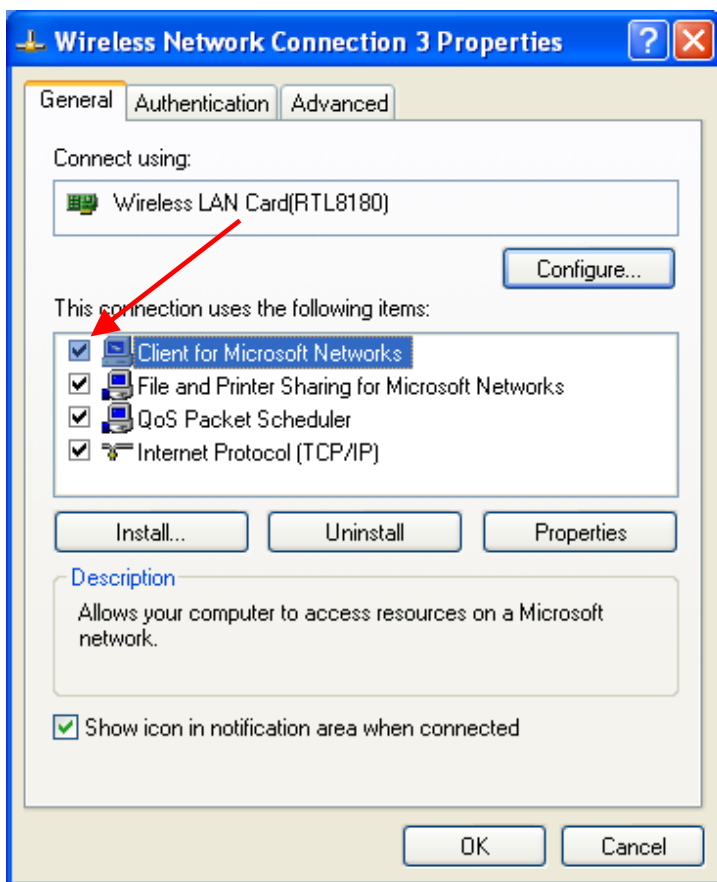 Wireless Network Connection 3 Properties
General Authentication Advanced
Connect using:
Wireless LAN Card(RTL8180)
Configure...
This connection uses the following items:
Client for Microsoft Networks
File and Printer Sharing for Microsoft Networks
QoS Packet Scheduler
Internet Protocol (TCP/IP)
Install... Uninstall Properties
Description
Allows your computer to access resources on a Microsoft
network.
Show icon in notification area when connected
OK Cancel